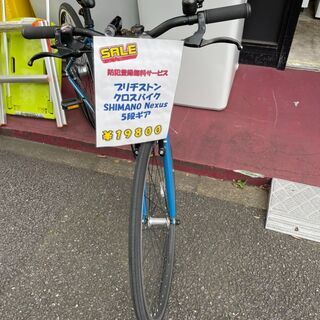 SALE
防犯登録無料サービス
ブリヂストン
クロスバイク
SHIMANO Nexus
5段ギア
¥19800